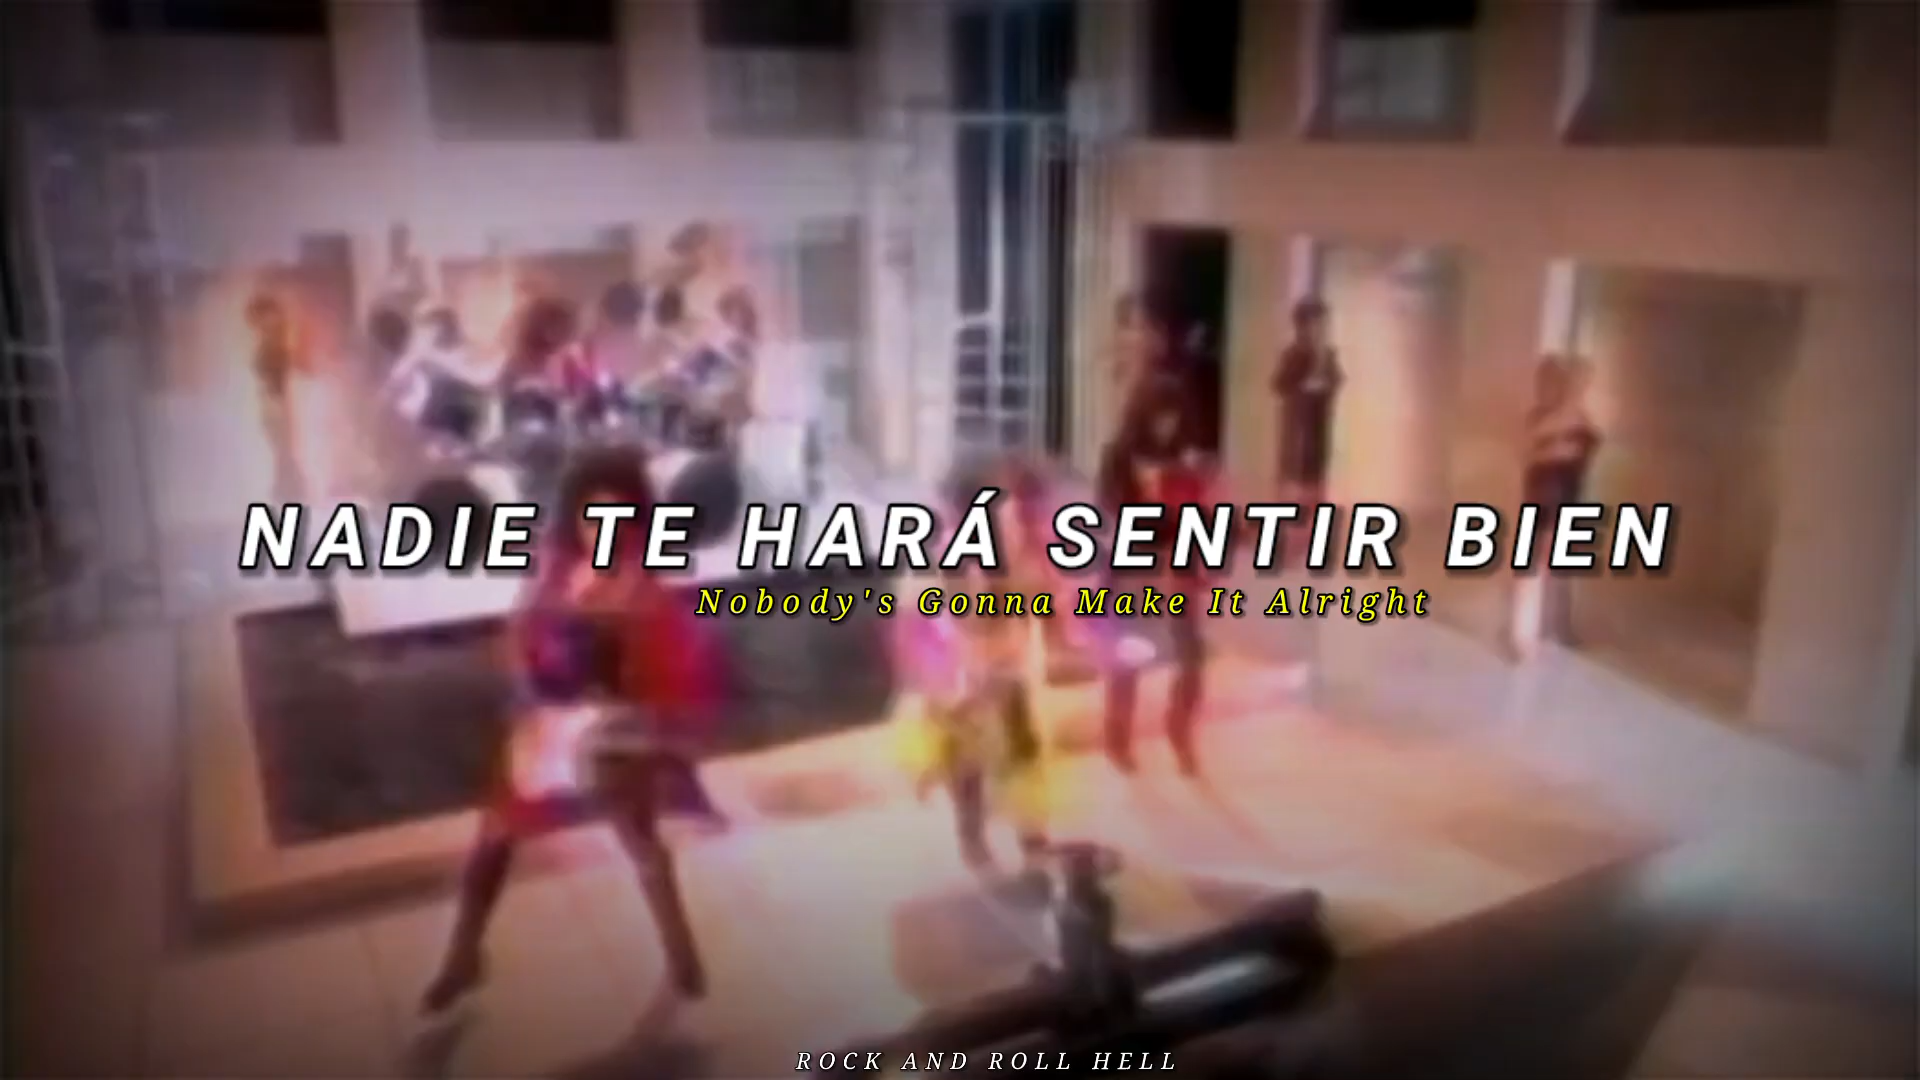 NADIE TE HARÁ SENTIR BIEN
Nobody's Gonna Make It Alright
ROCK AND ROLL HELL